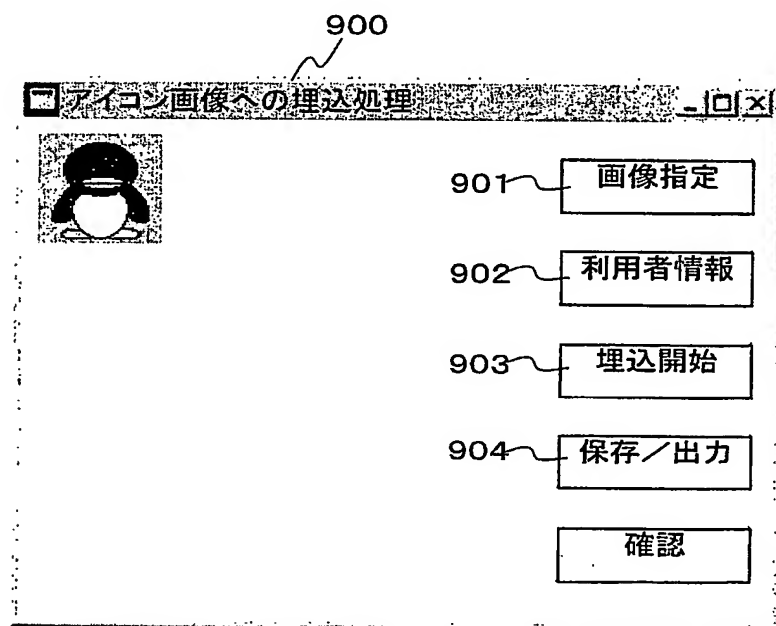 900
アイコン画像への埋込処理
901 画像指定
902 利用者情報
903 埋込開始
904 保存／出力
確認